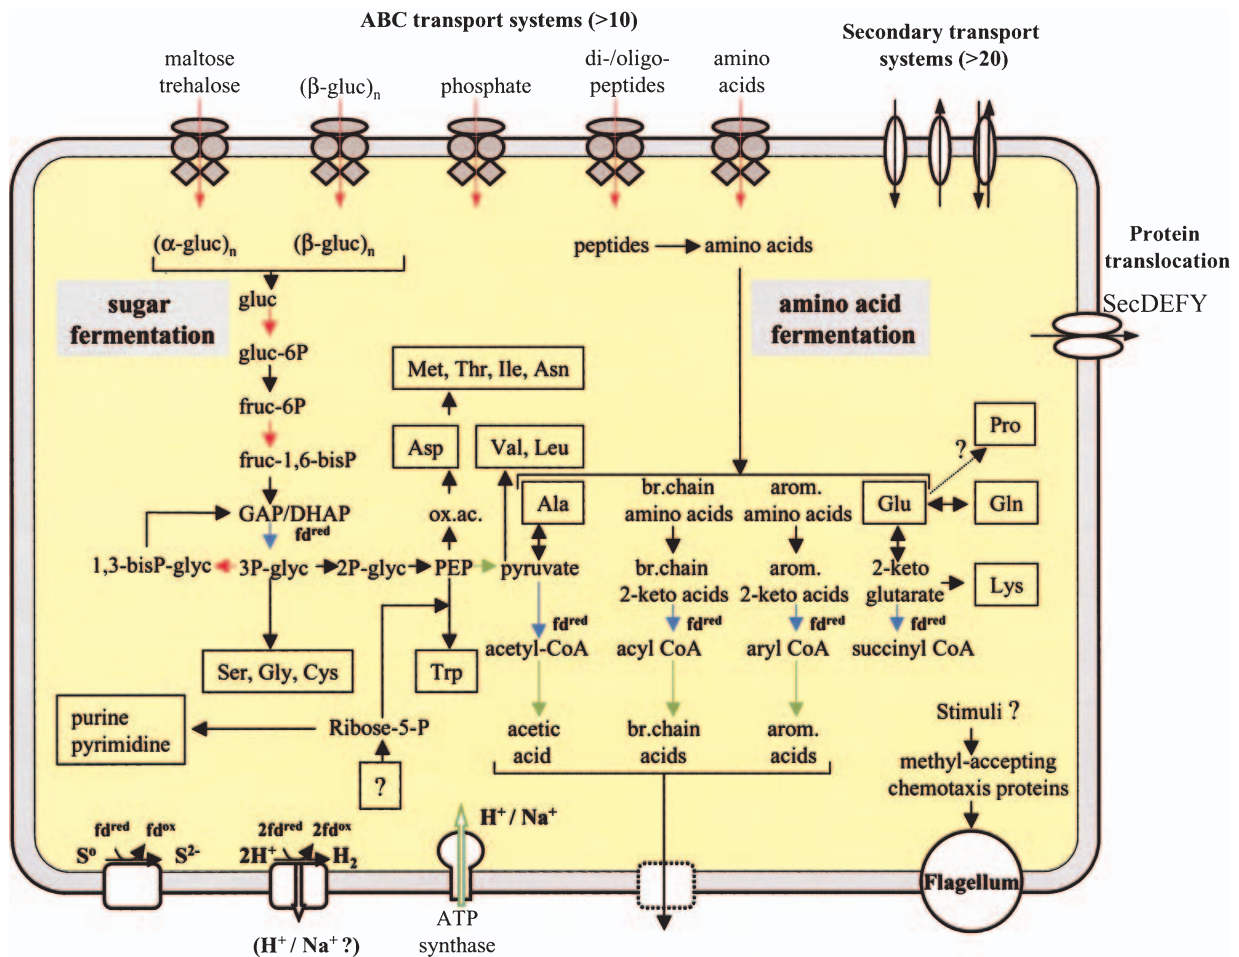 ABC transport systems (>10)
Secondary transport
systems (>20)
maltose
trehalose
(β-gluc)n
phosphate
di-/oligo-
peptides
amino
acids
(α-gluc)n
(β-gluc)n
peptides
amino acids
Protein
translocation
SecDEFY
sugar
fermentation
amino acid
fermentation
gluc
gluc-6P
fruc-6P
fruc-1,6-bisP
GAP/DHAP
fdred
1,3-bisP-glyc
3P-glyc
2P-glyc
PEP
pyruvate
Met, Thr, Ile, Asn
Asp
Val, Leu
ox.ac.
Ala
br.chain
amino acids
arom.
amino acids
Glu
?
Pro
Gln
br.chain
2-keto acids
arom.
2-keto acids
2-keto
glutarate
Lys
fdred
fdred
fdred
fdred
acetyl-CoA
acyl CoA
aryl CoA
succinyl CoA
Ser, Gly, Cys
Trp
purine
pyrimidine
Ribose-5-P
?
acetic
acid
br.chain
acids
arom.
acids
Stimuli ?
methyl-accepting
chemotaxis proteins
Flagellum
fdred fdox
S° S2-
2fdred 2fdox
2H+ H2
(H+ / Na+ ?)
H+ / Na+
ATP
synthase